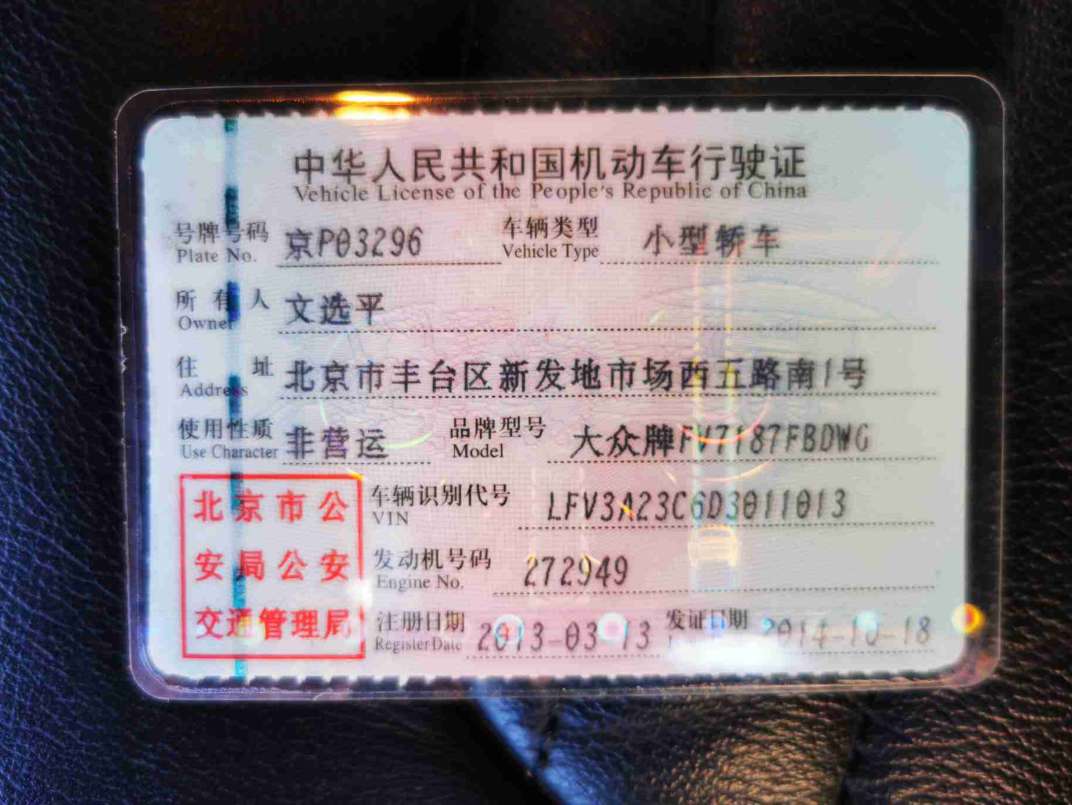 中华人民共和国机动车行驶证
Vehicle License of the People's Republic of China
号牌号码 京P03296 车辆类型 小型轿车
Plate No. Vehicle Type
所有人 文选平
Owner
住址 北京市丰台区新发地市场西五路南1号
Address
使用性质 非营运 品牌型号 大众牌FV7187FBDWG
Use Character Model
北京市公
安局公安
交通管理局
车辆识别代号 LFV3A23C6D3011013
VIN
发动机号码 272949
Engine No.
注册日期 2013-03-13 发证日期 2014-10-18
Register Date